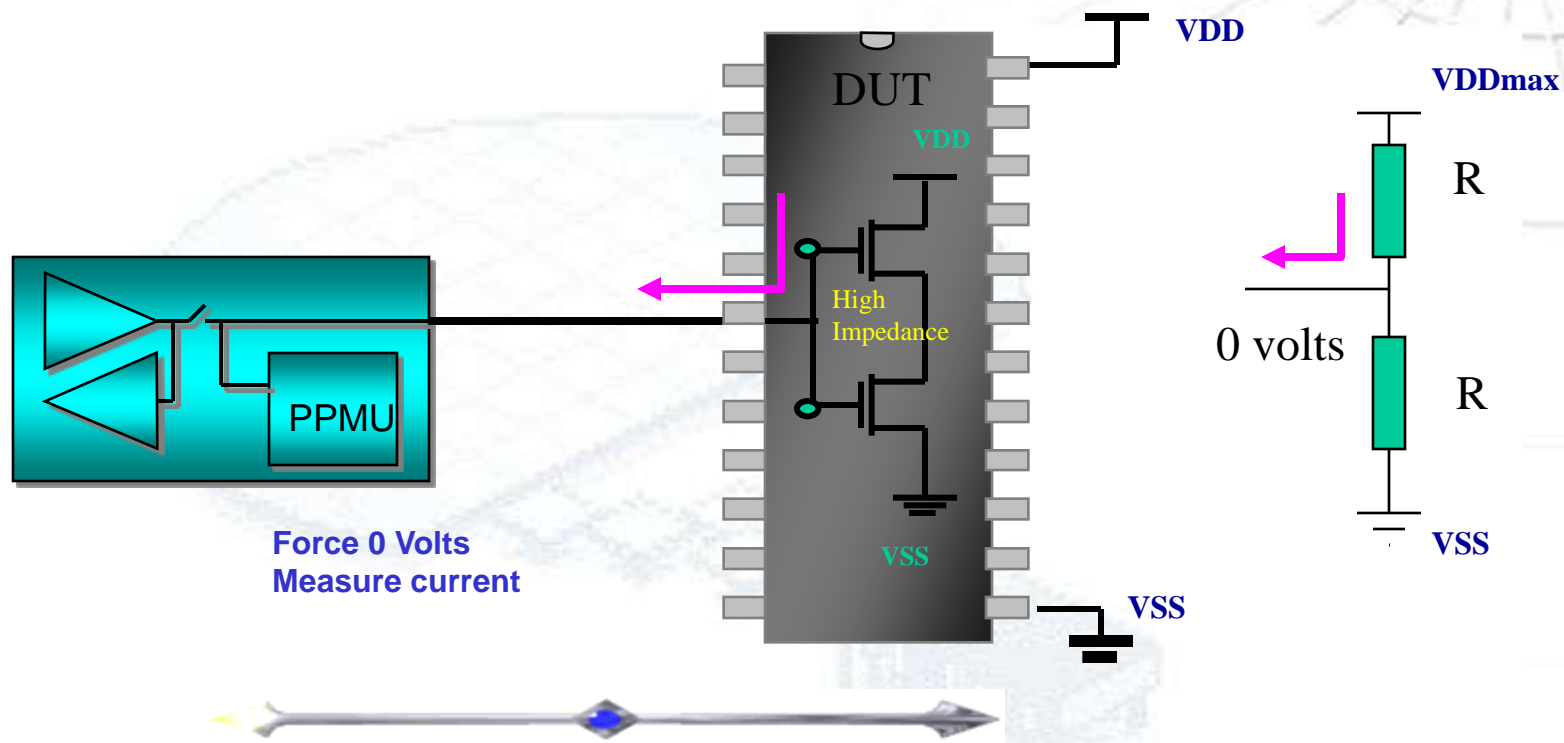 VDD
DUT
VDDmax
VDD
R
High
Impedance
0 volts
PPMU
R
Force 0 Volts
Measure current
VSS
VSS
VSS